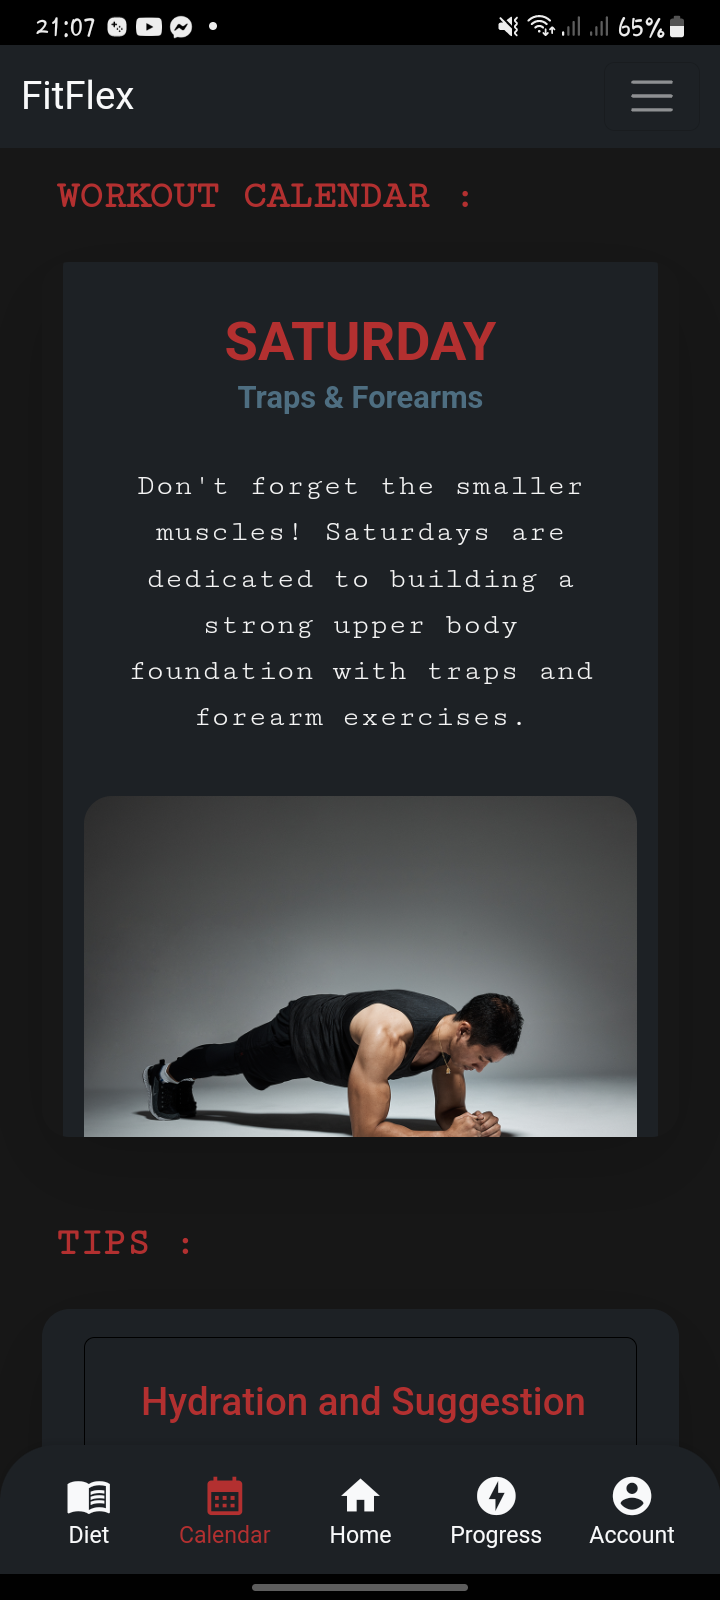 21:07
65%
FitFlex
WORKOUT CALENDAR :
SATURDAY
Traps & Forearms
Don't forget the smaller
muscles! Saturdays are
dedicated to building a
strong upper body
foundation with traps and
forearm exercises.
TIPS :
Hydration and Suggestion
Diet
Calendar
Home
Progress
Account